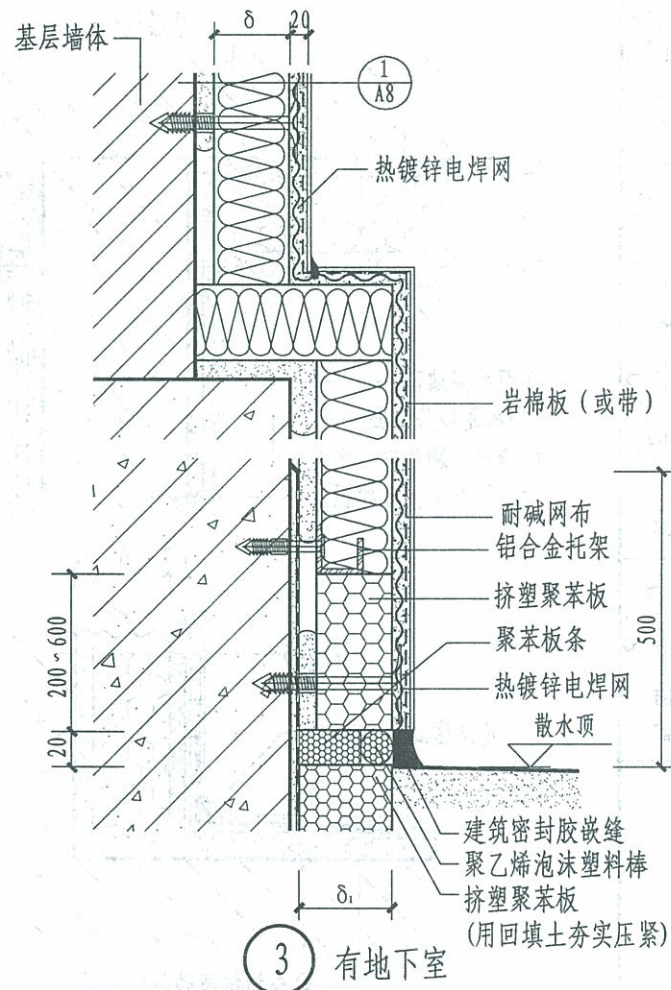 δ
20
基层墙体
1
A8
热镀锌电焊网
岩棉板（或带）
耐碱网布
铝合金托架
挤塑聚苯板
聚苯板条
热镀锌电焊网
散水顶
200~600
20
500
建筑密封胶嵌缝
聚乙烯泡沫塑料棒
挤塑聚苯板
(用回填土夯实压紧)
δ₁
3 有地下室